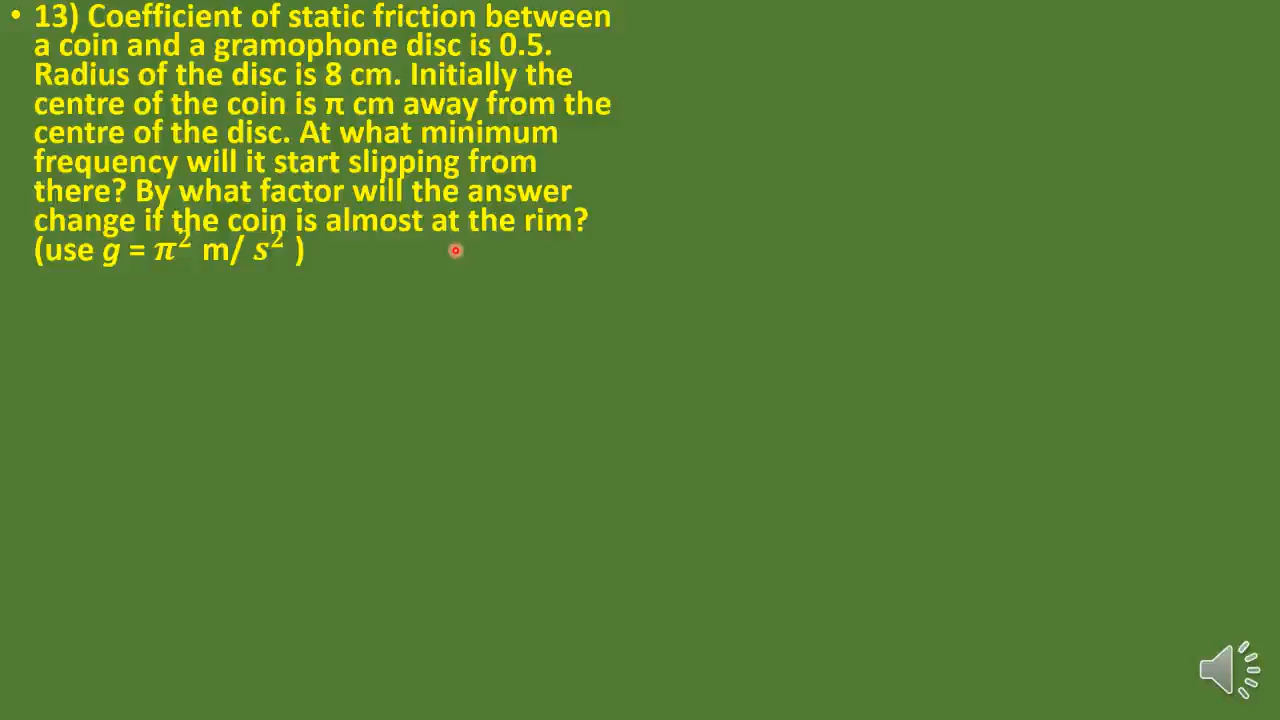 • 13) Coefficient of static friction between
a coin and a gramophone disc is 0.5.
Radius of the disc is 8 cm. Initially the
centre of the coin is π cm away from the
centre of the disc. At what minimum
frequency will it start slipping from
there? By what factor will the answer
change if the coin is almost at the rim?
(use g = π² m/ s² )